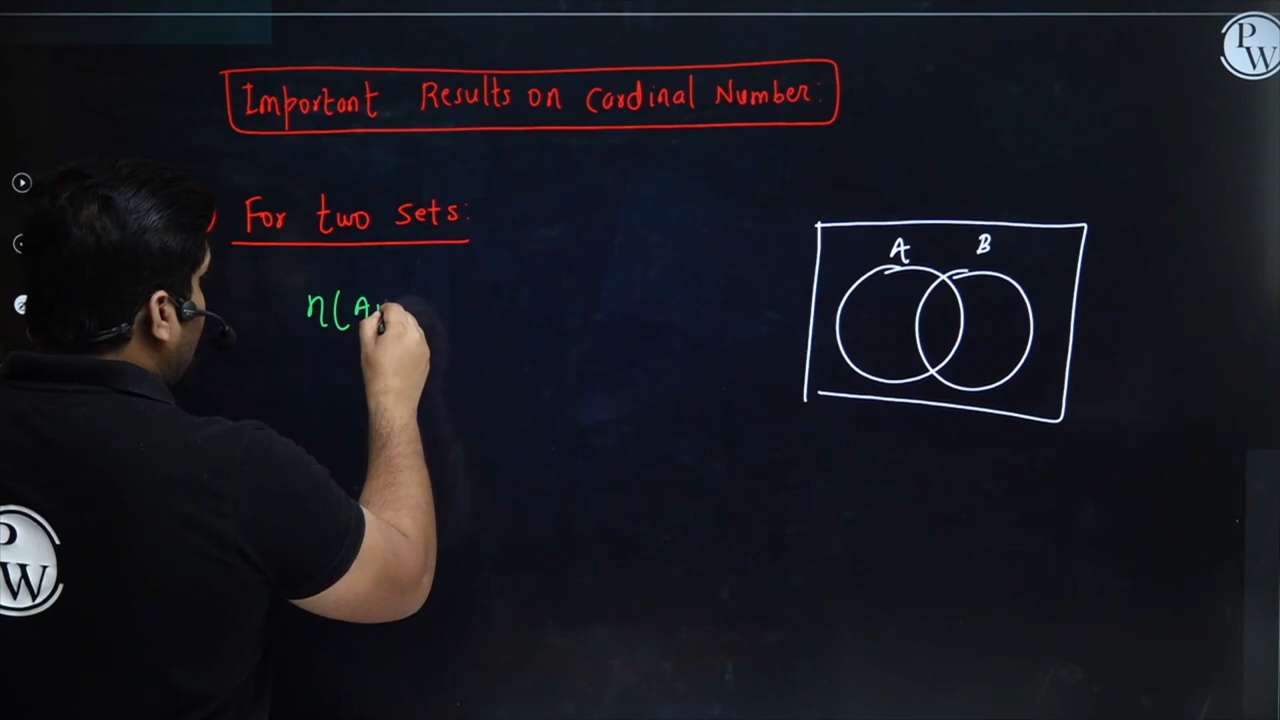 P
W
Important Results on Cardinal Number:
) For two sets:
A B
n(A
P
W